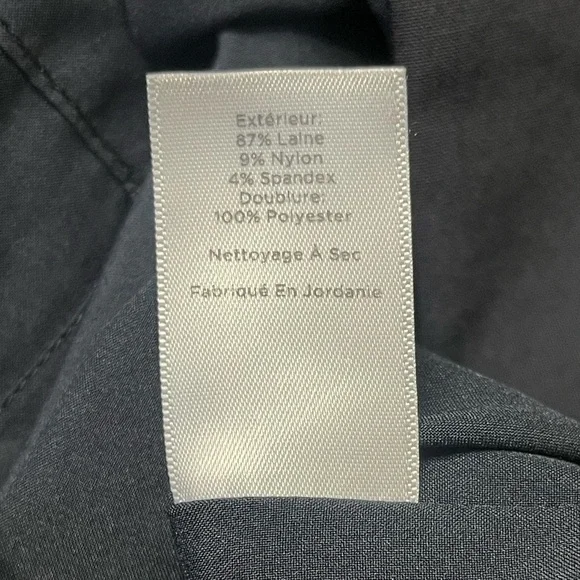 Extérieur:
87% Laine
9% Nylon
4% Spandex
Doublure:
100% Polyester
Nettoyage À Sec
Fabriqué En Jordanie